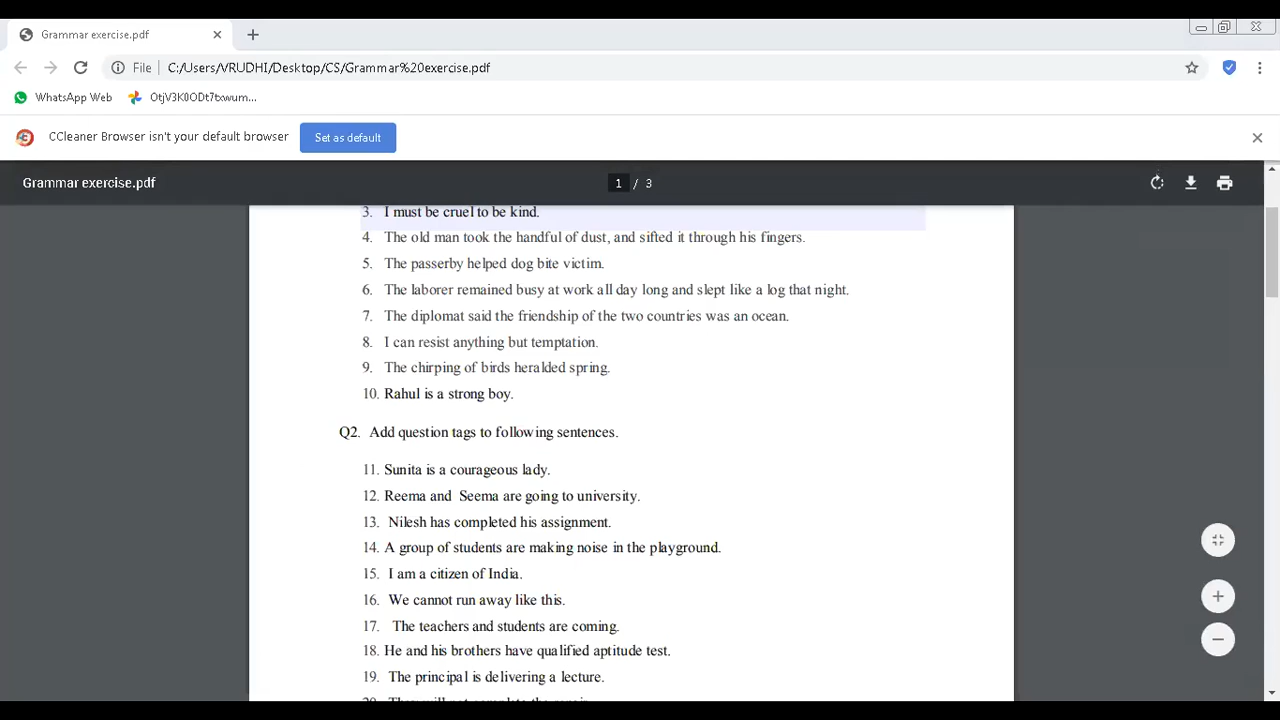 Grammar exercise.pdf
File C:/Users/VRUDHI/Desktop/CS/Grammar%20exercise.pdf
WhatsApp Web
CCleaner Browser isn't your default browser Set as default
Grammar exercise.pdf 1 / 3
3. I must be cruel to be kind.
4. The old man took the handful of dust, and sifted it through his fingers.
5. The passerby helped dog bite victim.
6. The laborer remained busy at work all day long and slept like a log that night.
7. The diplomat said the friendship of the two countries was an ocean.
8. I can resist anything but temptation.
9. The chirping of birds heralded spring.
10. Rahul is a strong boy.
Q2. Add question tags to following sentences.
11. Sunita is a courageous lady.
12. Reema and Seema are going to university.
13. Nilesh has completed his assignment.
14. A group of students are making noise in the playground.
15. I am a citizen of India.
16. We cannot run away like this.
17. The teachers and students are coming.
18. He and his brothers have qualified aptitude test.
19. The principal is delivering a lecture.